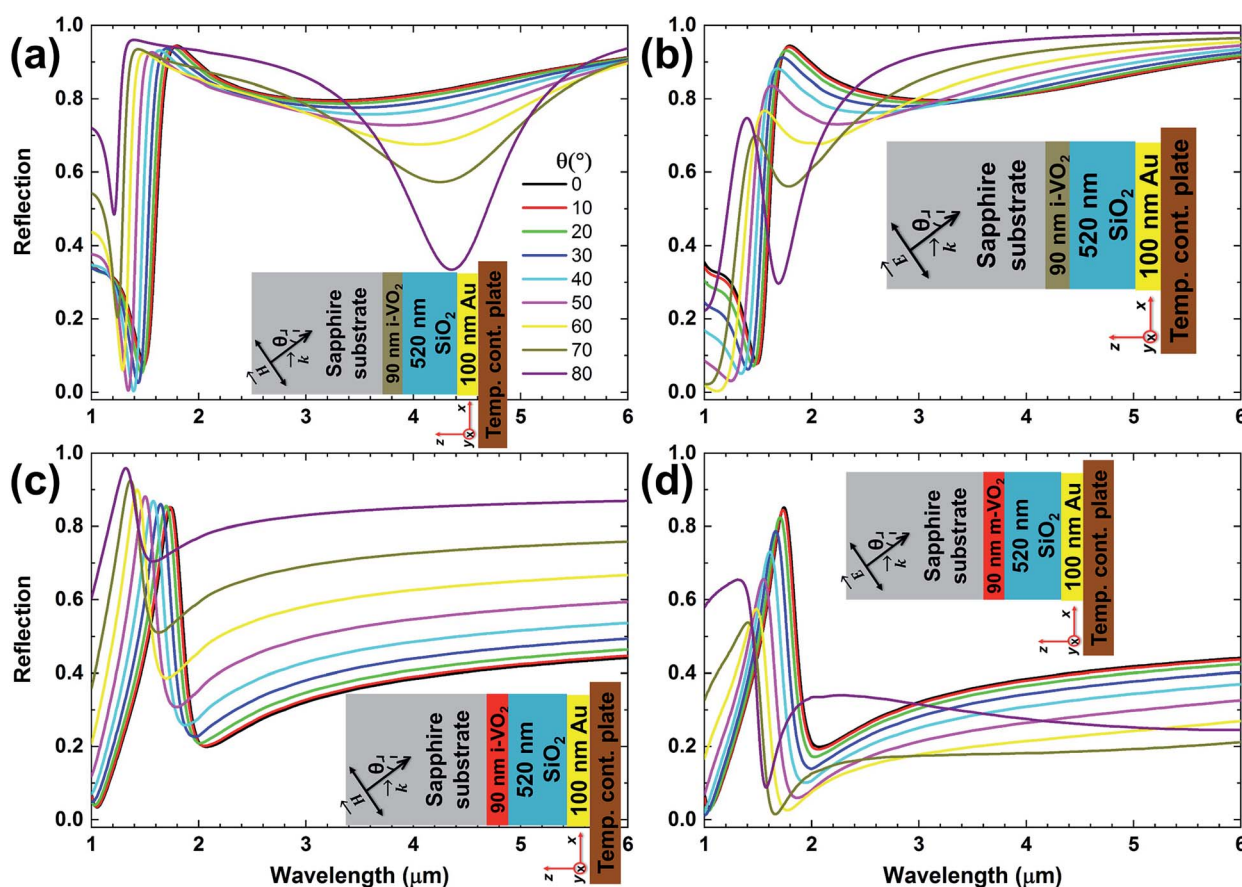 (a)
Reflection
1.0
0.8
0.6
0.4
0.2
0.0
1 2 3 4 5 6
θ(°)
0
10
20
30
40
50
60
70
80
H
θ
k
Sapphire
substrate
90 nm i-VO2
520 nm
SiO2
100 nm Au
Temp. cont. plate
x
z
y
(b)
1.0
0.8
0.6
0.4
0.2
0.0
1 2 3 4 5 6
E
θ
k
Sapphire
substrate
90 nm i-VO2
520 nm
SiO2
100 nm Au
Temp. cont. plate
x
z
y
(c)
Reflection
1.0
0.8
0.6
0.4
0.2
0.0
1 2 3 4 5 6
Wavelength (μm)
H
θ
k
Sapphire
substrate
90 nm i-VO2
520 nm
SiO2
100 nm Au
Temp. cont. plate
x
z
y
(d)
1.0
0.8
0.6
0.4
0.2
0.0
1 2 3 4 5 6
Wavelength (μm)
E
θ
k
Sapphire
substrate
90 nm m-VO2
520 nm
SiO2
100 nm Au
Temp. cont. plate
x
z
y